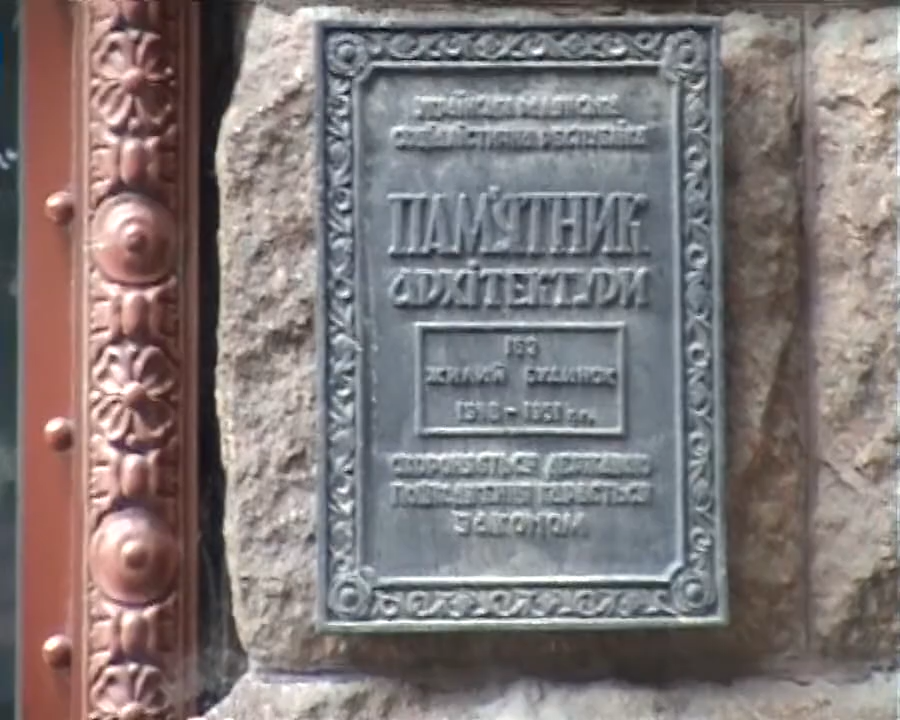 УКРАЇНСЬКА РАДЯНСЬКА
СОЦІАЛІСТИЧНА РЕСПУБЛІКА
ПАМ'ЯТНИК
АРХІТЕКТУРИ
ЖИЛИЙ БУДИНОК
ОХОРОНЯЄТЬСЯ ДЕРЖАВОЮ
ПОШКОДЖЕННЯ КАРАЄТЬСЯ
ЗАКОНОМ